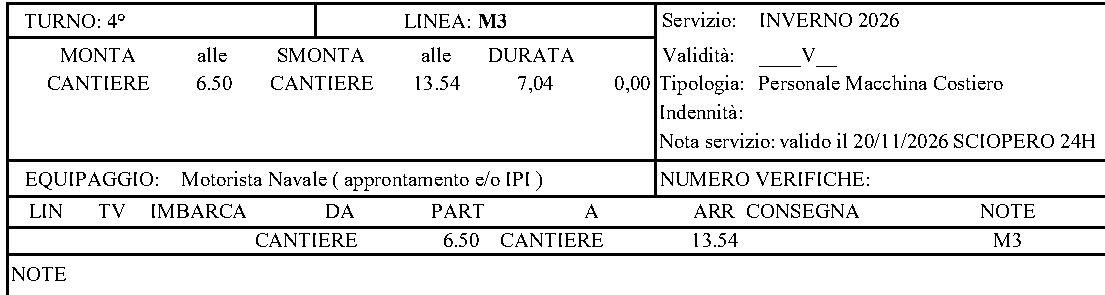 TURNO: 4° LINEA: M3 Servizio: INVERNO 2026
MONTA alle SMONTA alle DURATA Validità: ____V__
CANTIERE 6.50 CANTIERE 13.54 7,04 0,00 Tipologia: Personale Macchina Costiero
Indennità:
Nota servizio: valido il 20/11/2026 SCIOPERO 24H
EQUIPAGGIO: Motorista Navale ( approntamento e/o IPI ) NUMERO VERIFICHE:
LIN TV IMBARCA DA PART A ARR CONSEGNA NOTE
CANTIERE 6.50 CANTIERE 13.54 M3
NOTE